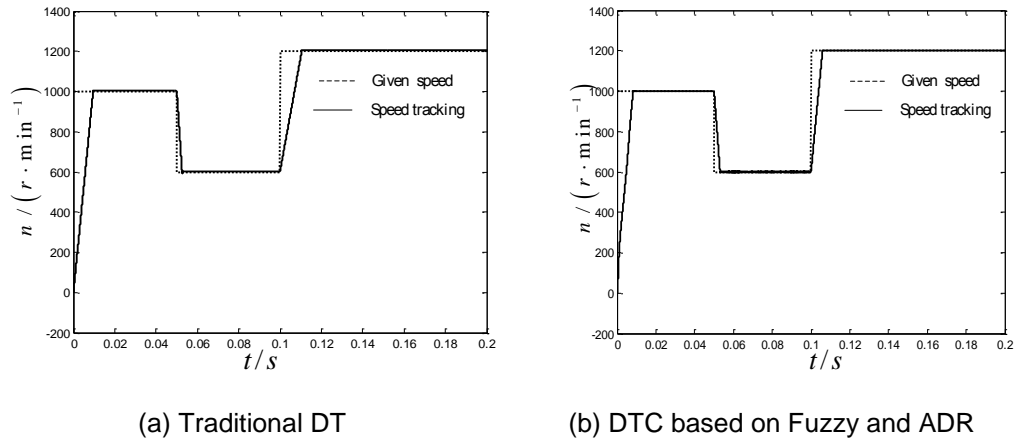 1400
1200
1000
800
600
400
200
0
-200
n / ( r · min⁻¹ )
Given speed
Speed tracking
0 0.02 0.04 0.06 0.08 0.1 0.12 0.14 0.16 0.18 0.2
t / s
(a) Traditional DT
1400
1200
1000
800
600
400
200
0
-200
n / ( r · min⁻¹ )
Given speed
Speed tracking
0 0.02 0.04 0.06 0.08 0.1 0.12 0.14 0.16 0.18 0.2
t / s
(b) DTC based on Fuzzy and ADR